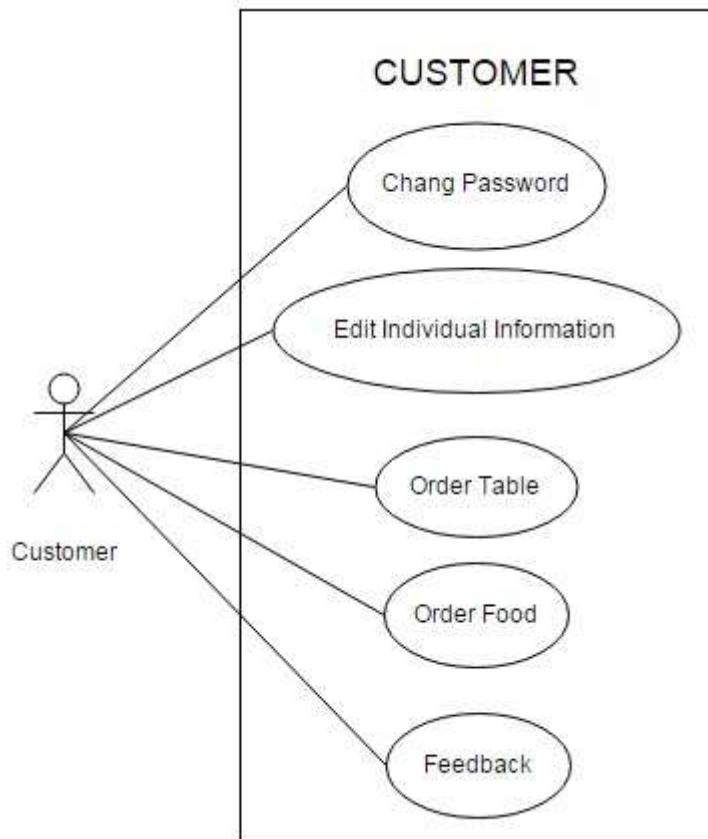 CUSTOMER
Chang Password
Edit Individual Information
Order Table
Customer
Order Food
Feedback